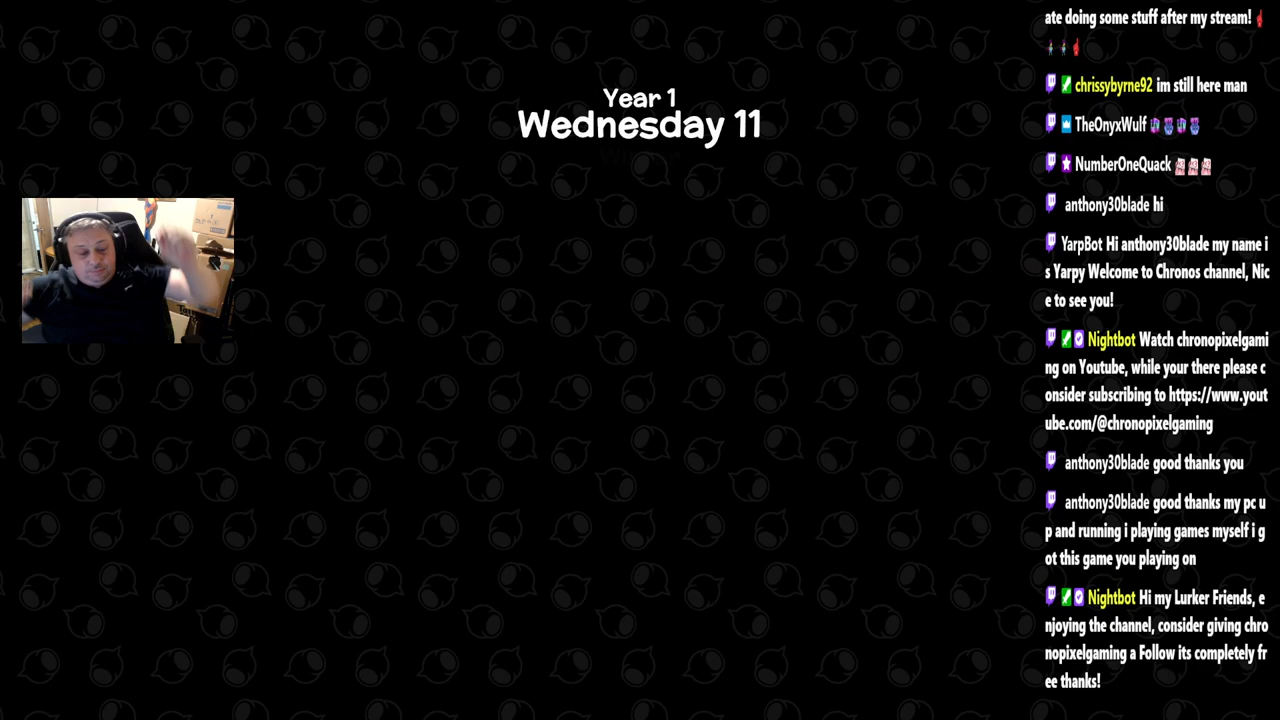 Year 1
Wednesday 11
ate doing some stuff after my stream!
chrissybyrne92 im still here man
TheOnyxWulf
NumberOneQuack
anthony30blade hi
YarpBot Hi anthony30blade my name i
s Yarpy Welcome to Chronos channel, Nic
e to see you!
Nightbot Watch chronopixelgami
ng on Youtube, while your there please c
onsider subscribing to https://www.yout
ube.com/@chronopixelgaming
anthony30blade good thanks you
anthony30blade good thanks my pc u
p and running i playing games myself i g
ot this game you playing on
Nightbot Hi my Lurker Friends, e
njoying the channel, consider giving chro
nopixelgaming a Follow its completely fr
ee thanks!